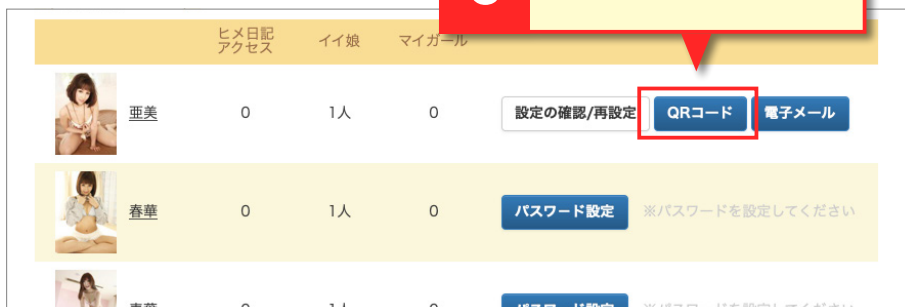 ヒメ日記
アクセス
イイ娘
マイガール
亜美
0
1人
0
設定の確認/再設定
QRコード
電子メール
春華
0
1人
0
パスワード設定
※パスワードを設定してください